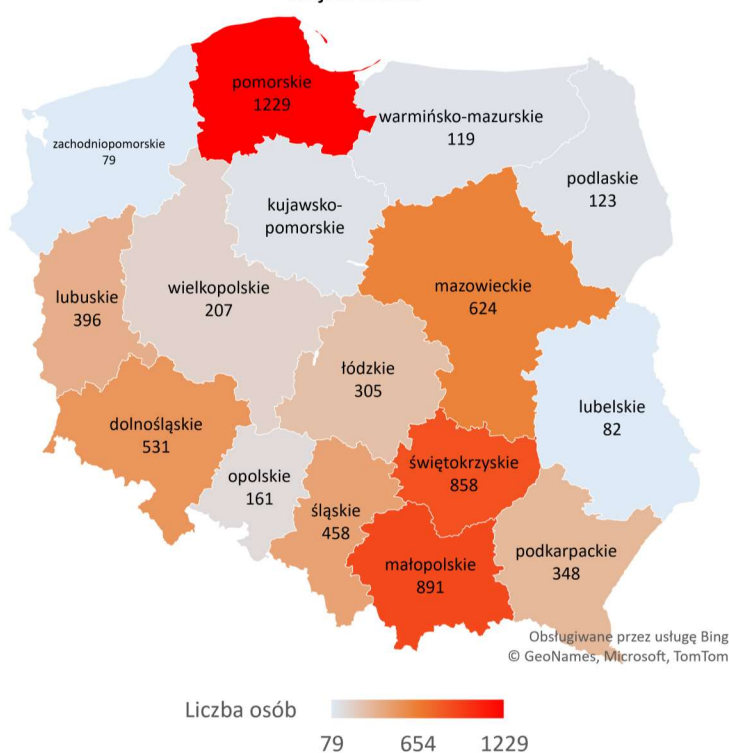 pomorskie
1229
warmińsko-mazurskie
119
zachodniopomorskie
79
podlaskie
123
kujawsko-
pomorskie
mazowieckie
624
wielkopolskie
207
lubuskie
396
łódzkie
305
lubelskie
82
dolnośląskie
531
świętokrzyskie
858
opolskie
161
śląskie
458
podkarpackie
348
małopolskie
891
Obsługiwane przez usługę Bing
© GeoNames, Microsoft, TomTom
Liczba osób
79 654 1229